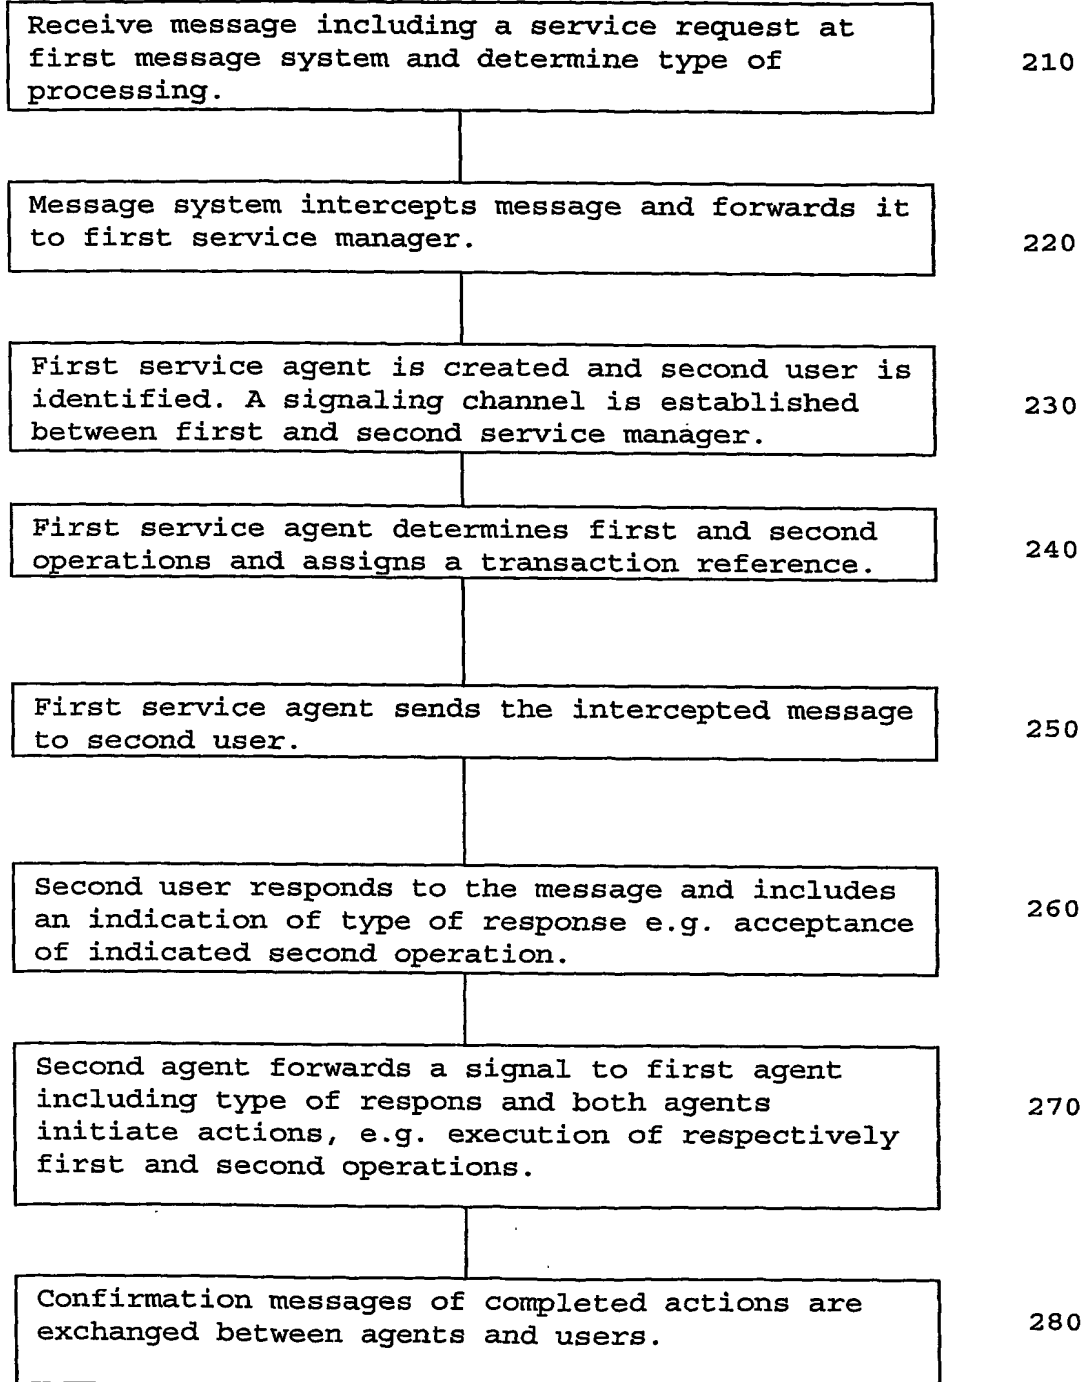 Receive message including a service request at
first message system and determine type of
processing.
210
Message system intercepts message and forwards it
to first service manager.
220
First service agent is created and second user is
identified. A signaling channel is established
between first and second service manager.
230
First service agent determines first and second
operations and assigns a transaction reference.
240
First service agent sends the intercepted message
to second user.
250
Second user responds to the message and includes
an indication of type of response e.g. acceptance
of indicated second operation.
260
Second agent forwards a signal to first agent
including type of respons and both agents
initiate actions, e.g. execution of respectively
first and second operations.
270
Confirmation messages of completed actions are
exchanged between agents and users.
280